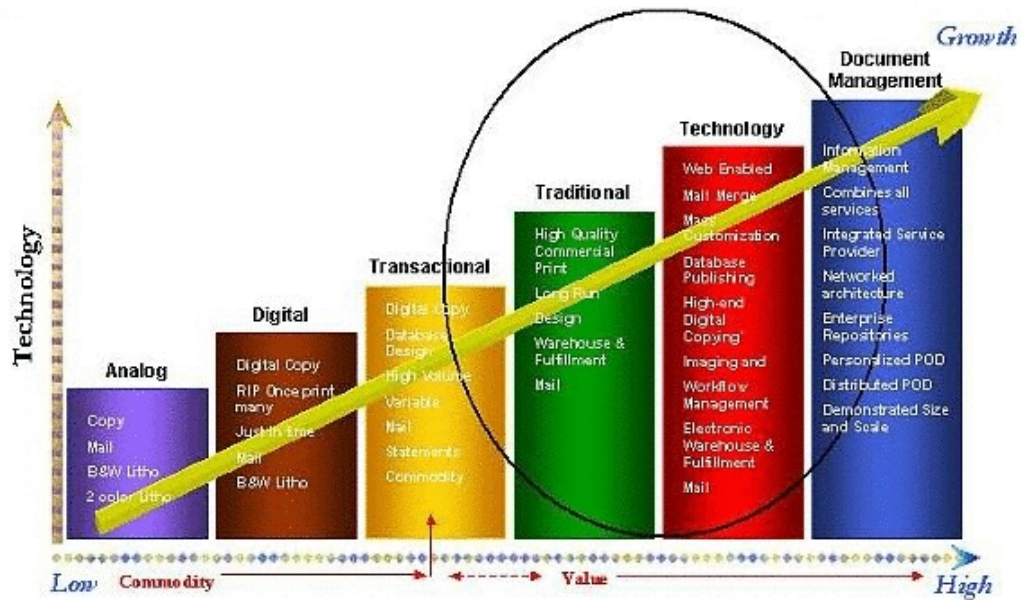 Growth
Document
Management
Information
Management
Combines all
services
Integrated Service
Provider
Networked
architecture
Enterprise
Repositories
Personalized POD
Distributed POD
Demonstrated Size
and Scale
Technology
Web Enabled
Mail Merge
Mass
Customization
Database
Publishing
High-end
Digital
Copying
Imaging and
Workflow
Management
Electronic
Warehouse &
Fulfillment
Mail
Traditional
High Quality
Commercial
Print
Long Run
Design
Warehouse &
Fulfillment
Mail
Transactional
Digital Copy
Database
Design
High Volume
Variable
Mail
Statements
Commodity
Digital
Digital Copy
RIP Once print
many
Just in time
Mail
B&W Litho
Analog
Copy
Mail
B&W Litho
2 color Litho
Technology
Low
Commodity
Value
High